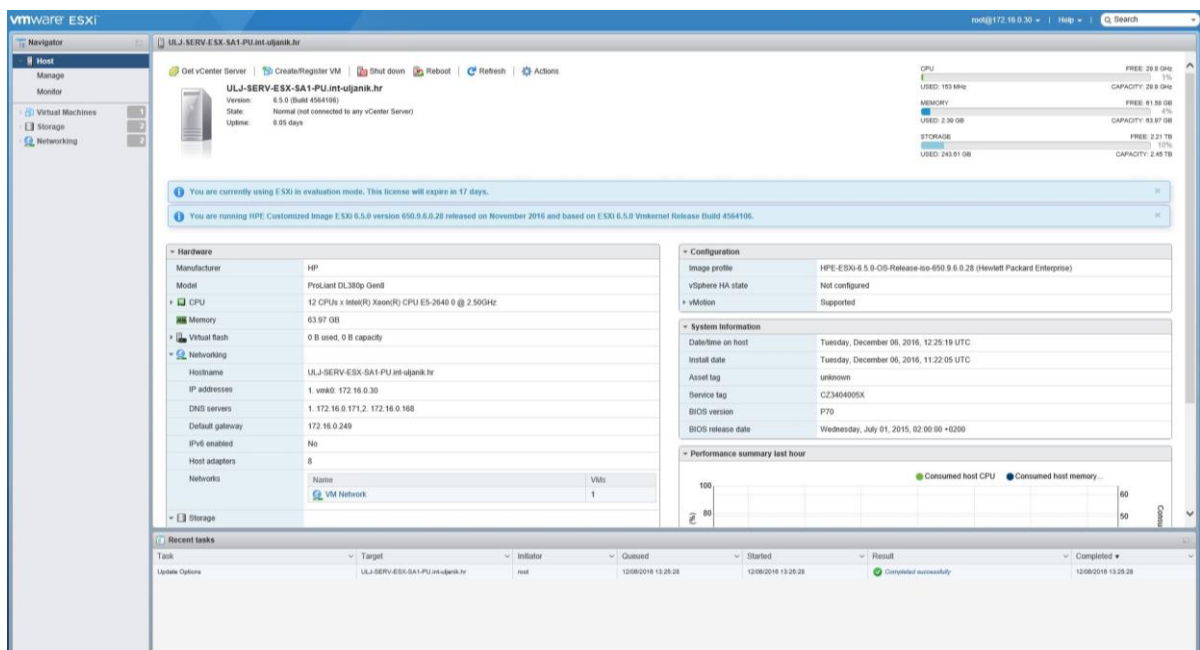 vmware ESXi
root@172.16.0.30 | Help | Search
Navigator
Host
Manage
Monitor
Virtual Machines 1
Storage 2
Networking 2
ULJ-SERV-ESX-SA1-PU.int-uljanik.hr
Get vCenter Server | Create/Register VM | Shut down Reboot | Refresh | Actions
ULJ-SERV-ESX-SA1-PU.int-uljanik.hr
Version: 6.5.0 (Build 4564106)
State: Normal (not connected to any vCenter Server)
Uptime: 0.05 days
CPU FREE: 29.8 GHz
1%
USED: 153 MHz CAPACITY: 29.9 GHz
MEMORY FREE: 61.58 GB
4%
USED: 2.39 GB CAPACITY: 63.97 GB
STORAGE FREE: 2.21 TB
10%
USED: 243.61 GB CAPACITY: 2.45 TB
You are currently using ESXi in evaluation mode. This license will expire in 17 days.
You are running HPE Customized Image ESXi 6.5.0 version 650.9.6.0.28 released on November 2016 and based on ESXi 6.5.0 Vmkernel Release Build 4564106.
Hardware
Manufacturer HP
Model ProLiant DL380p Gen8
CPU 12 CPUs x Intel(R) Xeon(R) CPU E5-2640 0 @ 2.50GHz
Memory 63.97 GB
Virtual flash 0 B used, 0 B capacity
Networking
Hostname ULJ-SERV-ESX-SA1-PU.int-uljanik.hr
IP addresses 1. vmk0: 172.16.0.30
DNS servers 1. 172.16.0.171,2. 172.16.0.168
Default gateway 172.16.0.249
IPv6 enabled No
Host adapters 8
Networks Name VMs
VM Network 1
Storage
Configuration
Image profile HPE-ESXi-6.5.0-OS-Release-iso-650.9.6.0.28 (Hewlett Packard Enterprise)
vSphere HA state Not configured
vMotion Supported
System Information
Date/time on host Tuesday, December 06, 2016, 12:25:19 UTC
Install date Tuesday, December 06, 2016, 11:22:05 UTC
Asset tag unknown
Service tag CZ3404005X
BIOS version P70
BIOS release date Wednesday, July 01, 2015, 02:00:00 +0200
Performance summary last hour
Consumed host CPU Consumed host memory...
100
80
(%)
60
50
Recent tasks
Task Target Initiator Queued Started Result Completed
Update Options ULJ-SERV-ESX-SA1-PU.int-uljanik.hr root 12/06/2016 13:25:28 12/06/2016 13:25:28 Completed successfully 12/06/2016 13:25:28